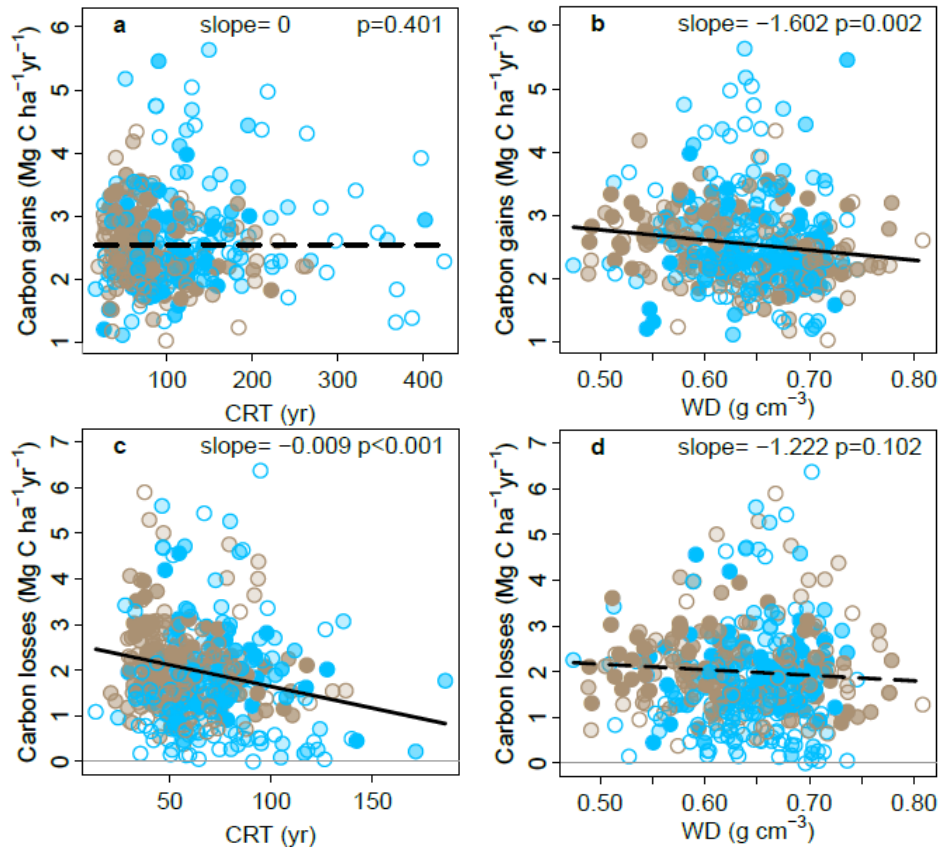 a slope= 0 p=0.401
Carbon gains (Mg C ha⁻¹yr⁻¹)
6
5
4
3
2
1
100 200 300 400
CRT (yr)
b slope= −1.602 p=0.002
Carbon gains (Mg C ha⁻¹yr⁻¹)
6
5
4
3
2
1
0.50 0.60 0.70 0.80
WD (g cm⁻³)
c slope= −0.009 p<0.001
Carbon losses (Mg C ha⁻¹yr⁻¹)
7
6
5
4
3
2
1
0
50 100 150
CRT (yr)
d slope= −1.222 p=0.102
Carbon losses (Mg C ha⁻¹yr⁻¹)
7
6
5
4
3
2
1
0
0.50 0.60 0.70 0.80
WD (g cm⁻³)